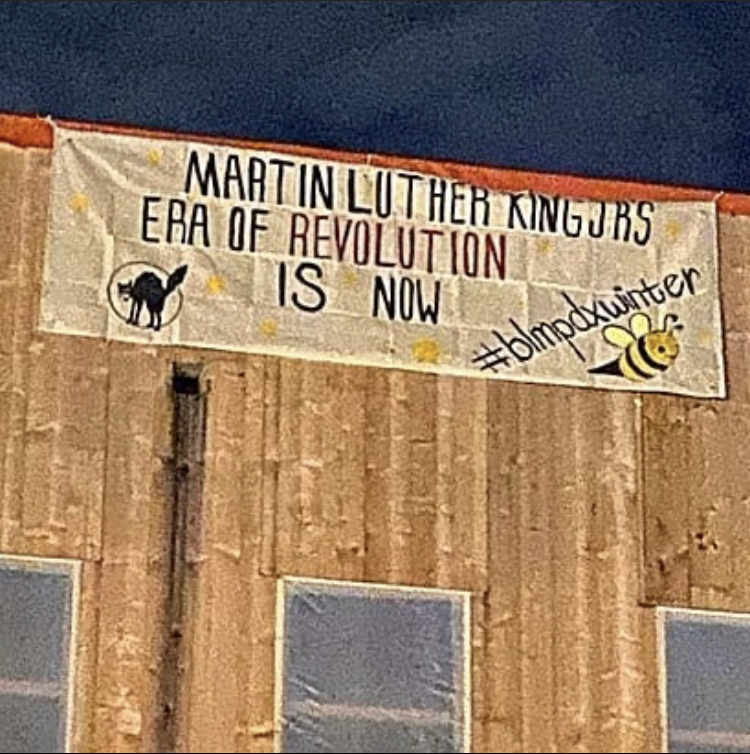 MARTIN LUTHER KING JRS
ERA OF REVOLUTION
IS NOW
#blmpdxwinter